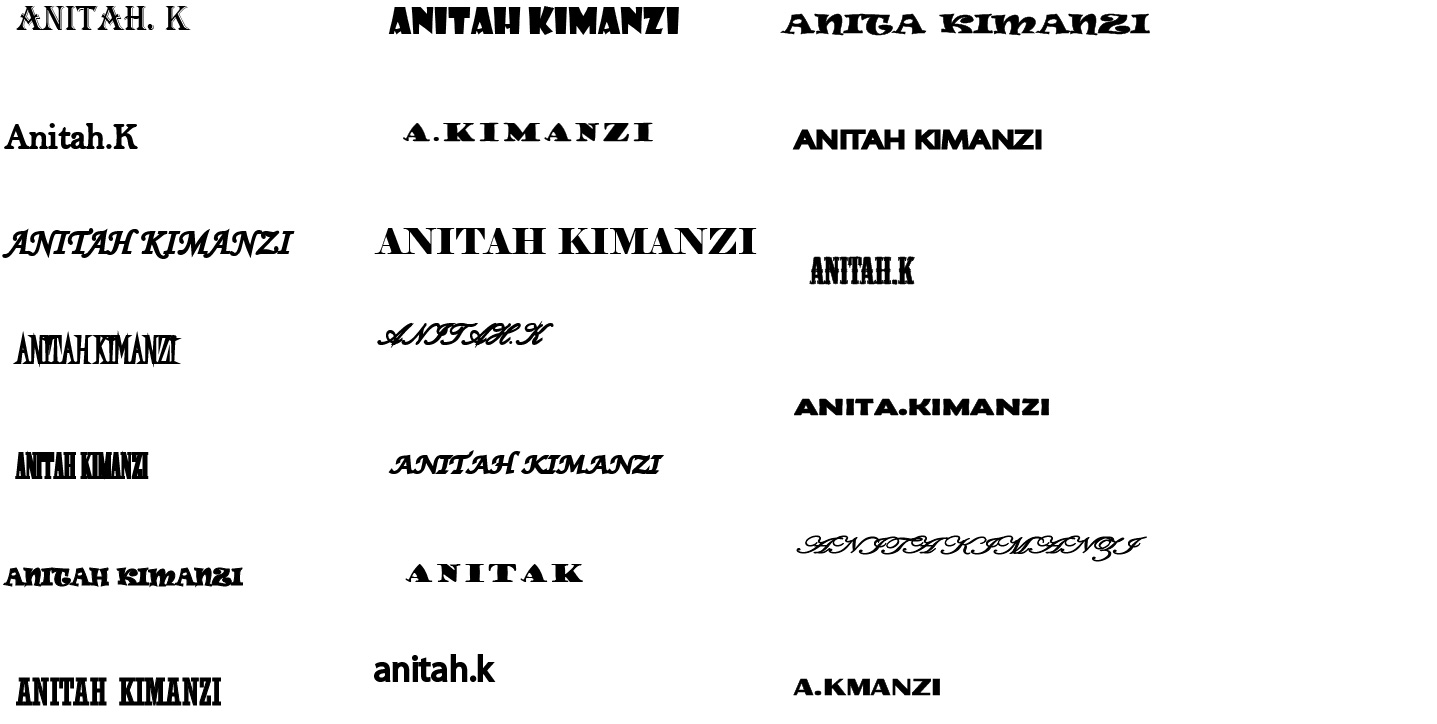 ANITAH. K
Anitah.K
ANITAH KIMANZI
ANITAH KIMANZI
ANITAH KIMANZI
ANITAH KIMANZI
ANITAH KIMANZI
ANITAH KIMANZI
A.KIMANZI
ANITAH KIMANZI
ANITAH.K
ANITAH KIMANZI
ANITAK
anitah.k
ANITA KIMANZI
ANITAH KIMANZI
ANITAH.K
ANITA.KIMANZI
ANITA KIMANZI
A.KMANZI